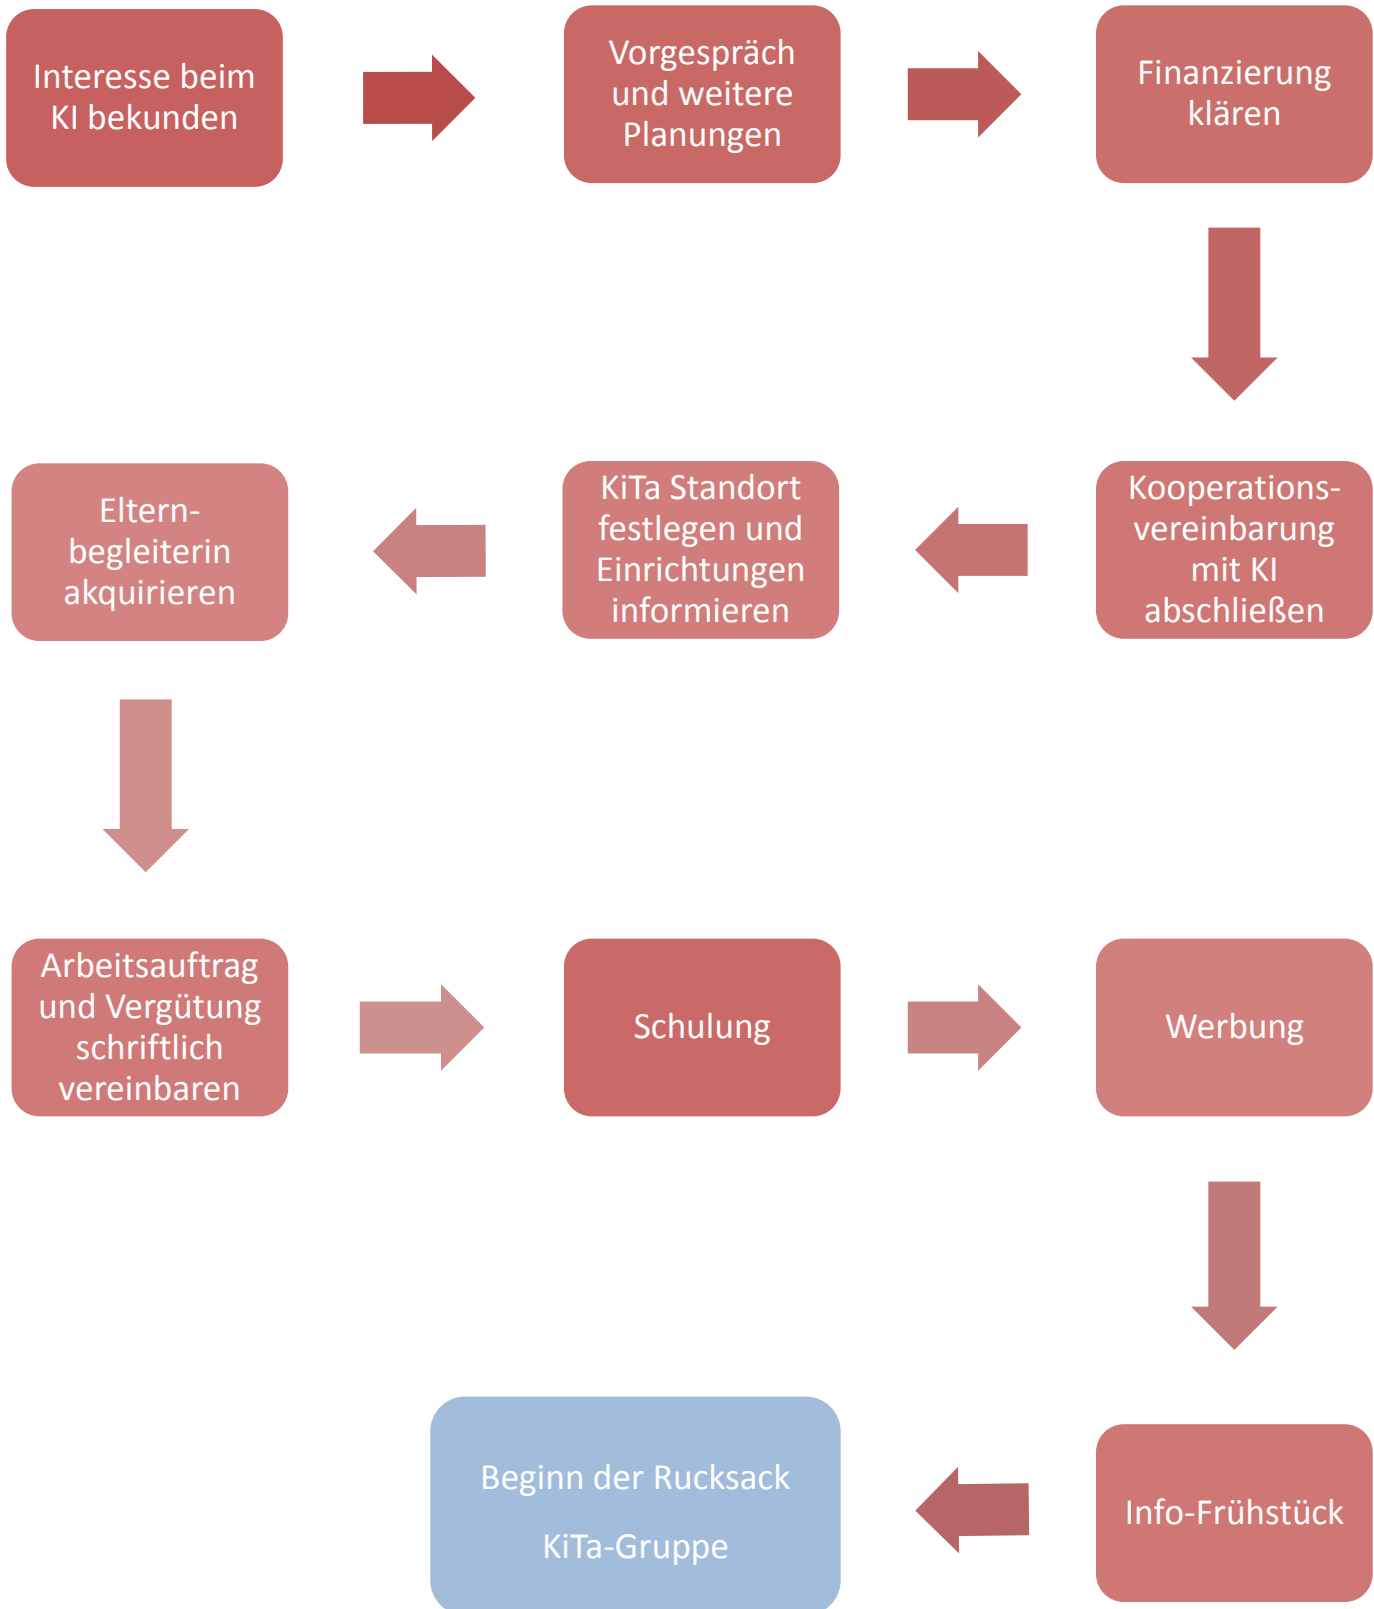 Interesse beim
KI bekunden
Vorgespräch
und weitere
Planungen
Finanzierung
klären
Kooperations-
vereinbarung
mit KI
abschließen
KiTa Standort
festlegen und
Einrichtungen
informieren
Eltern-
begleiterin
akquirieren
Arbeitsauftrag
und Vergütung
schriftlich
vereinbaren
Schulung
Werbung
Info-Frühstück
Beginn der Rucksack
KiTa-Gruppe